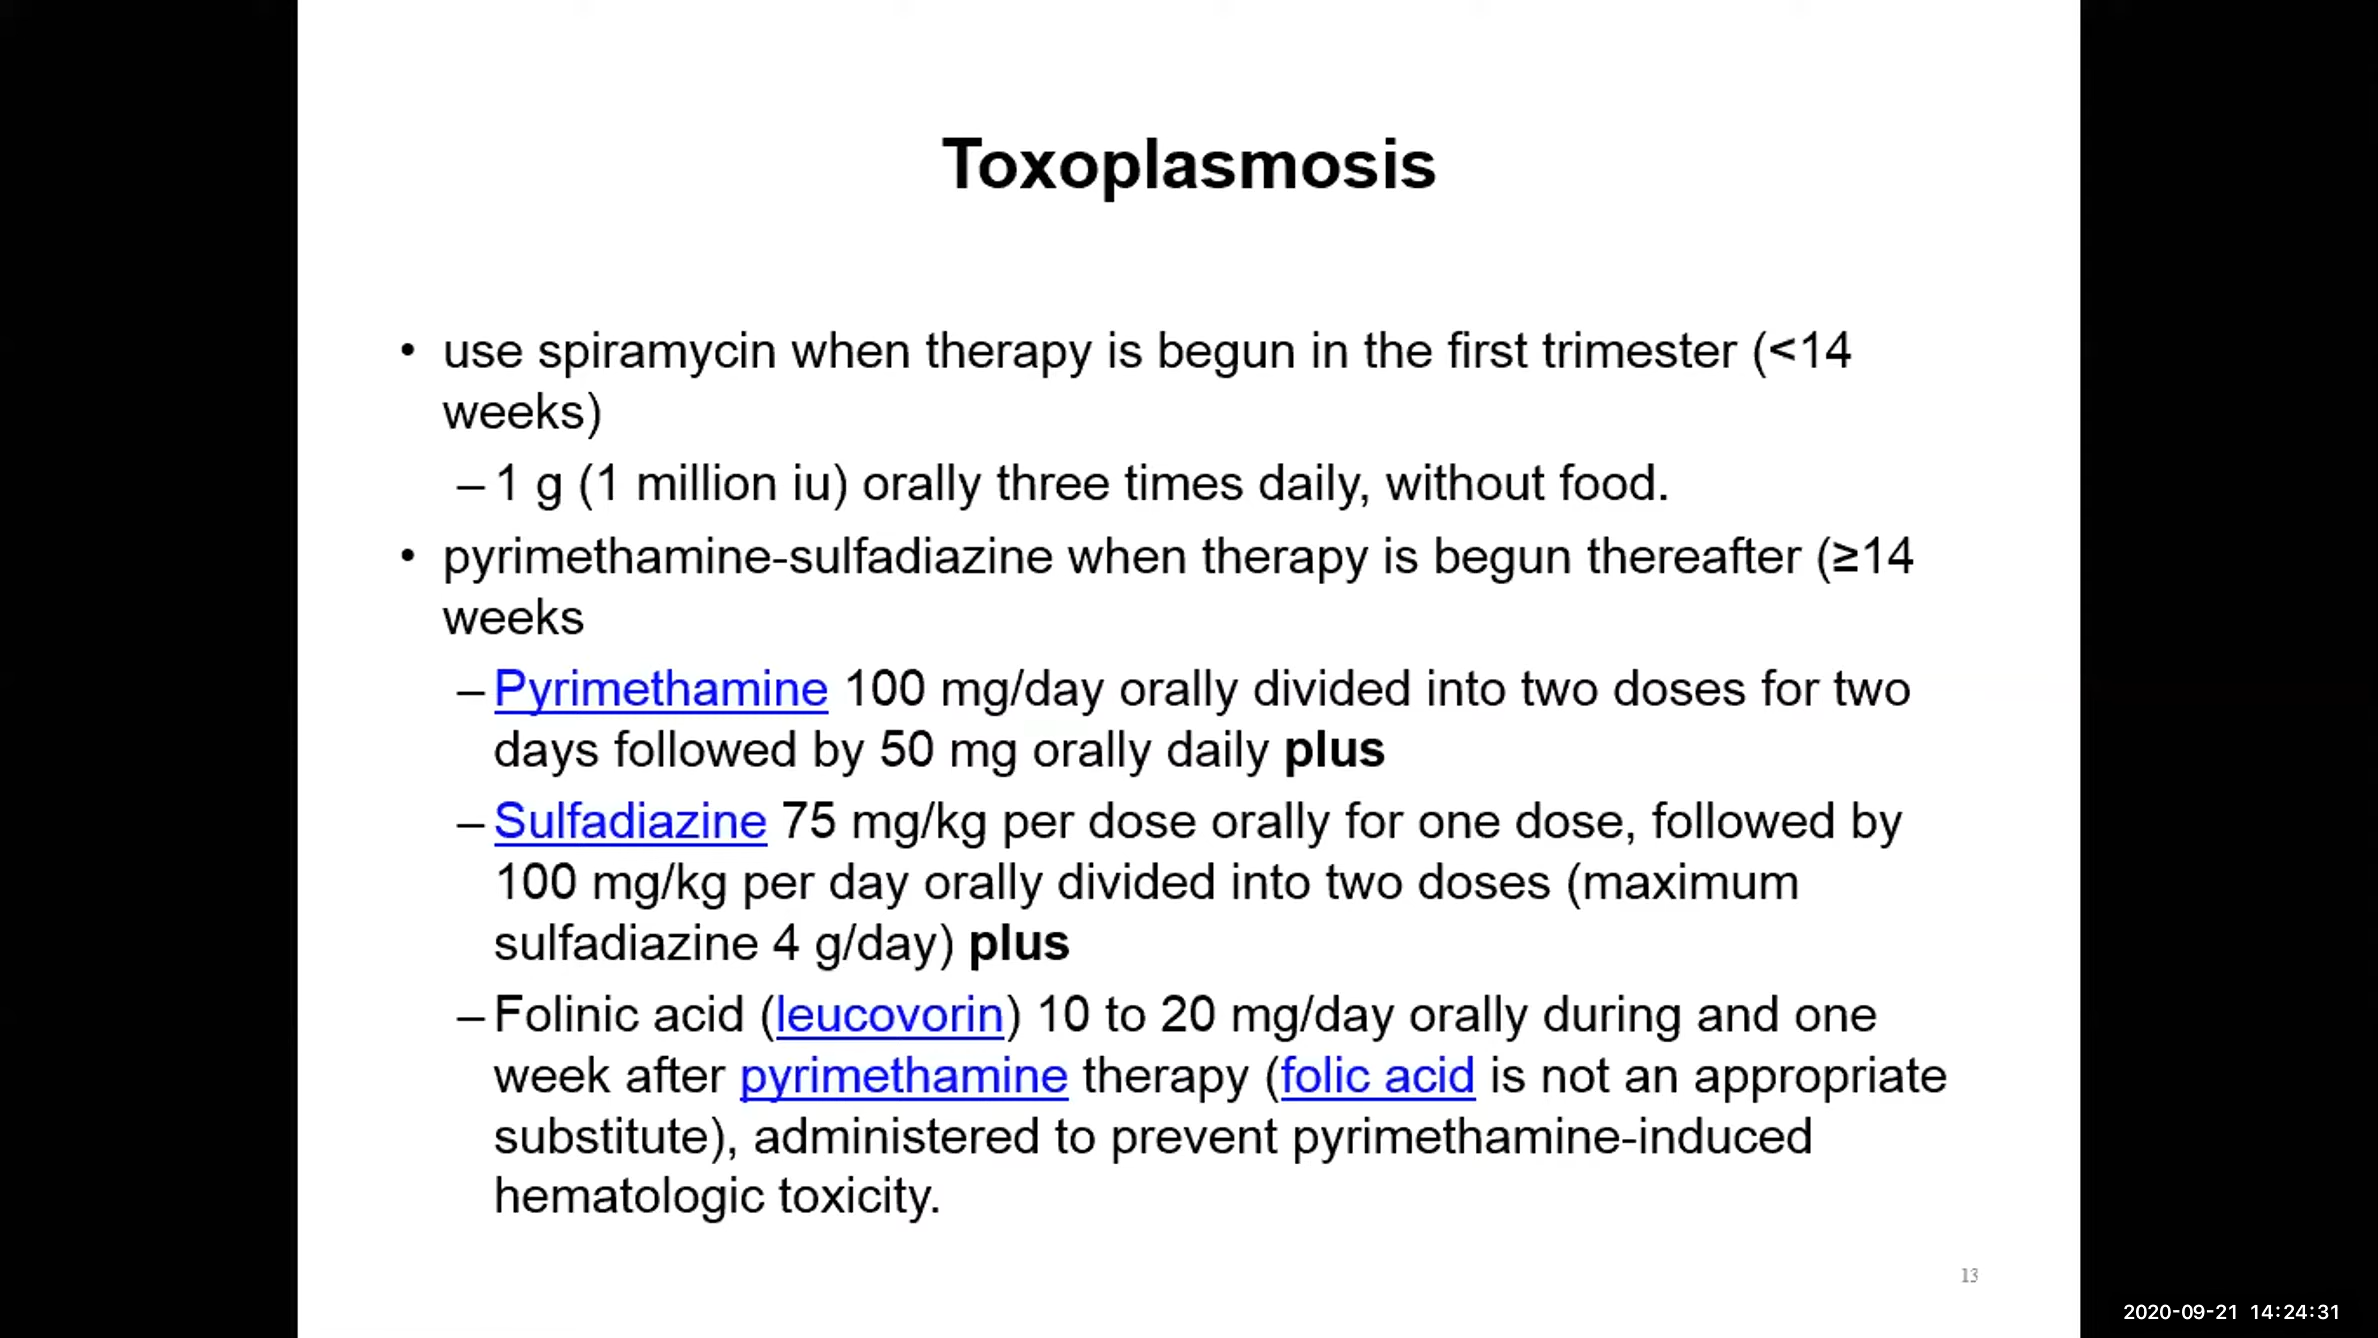 Toxoplasmosis
• use spiramycin when therapy is begun in the first trimester (<14
weeks)
– 1 g (1 million iu) orally three times daily, without food.
• pyrimethamine-sulfadiazine when therapy is begun thereafter (≥14
weeks
– Pyrimethamine 100 mg/day orally divided into two doses for two
days followed by 50 mg orally daily plus
– Sulfadiazine 75 mg/kg per dose orally for one dose, followed by
100 mg/kg per day orally divided into two doses (maximum
sulfadiazine 4 g/day) plus
– Folinic acid (leucovorin) 10 to 20 mg/day orally during and one
week after pyrimethamine therapy (folic acid is not an appropriate
substitute), administered to prevent pyrimethamine-induced
hematologic toxicity.
13
2020-09-21 14:24:31